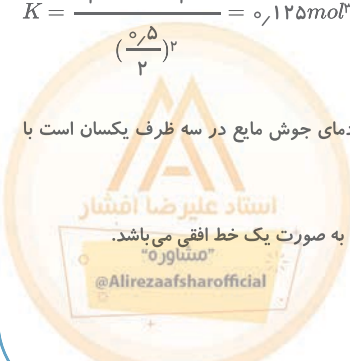 K = ────── = ۰٫۱۲۵mol³
(۰٫۵/۲)²
دمای جوش مایع در سه ظرف یکسان است با
استاد علیرضا افشار
به صورت یک خط افقی می‌باشد.
"مشاوره"
@Alirezaafsharofficial